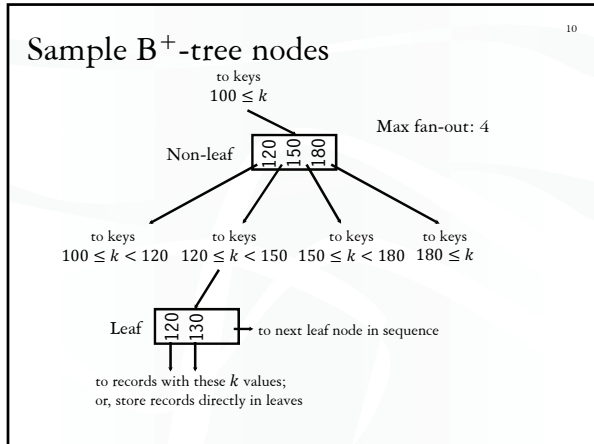 10
Sample B⁺-tree nodes
to keys
100 ≤ 𝑘
Max fan-out: 4
Non-leaf
120
150
180
to keys
100 ≤ 𝑘 < 120
to keys
120 ≤ 𝑘 < 150
to keys
150 ≤ 𝑘 < 180
to keys
180 ≤ 𝑘
Leaf
120
130
to next leaf node in sequence
to records with these 𝑘 values;
or, store records directly in leaves